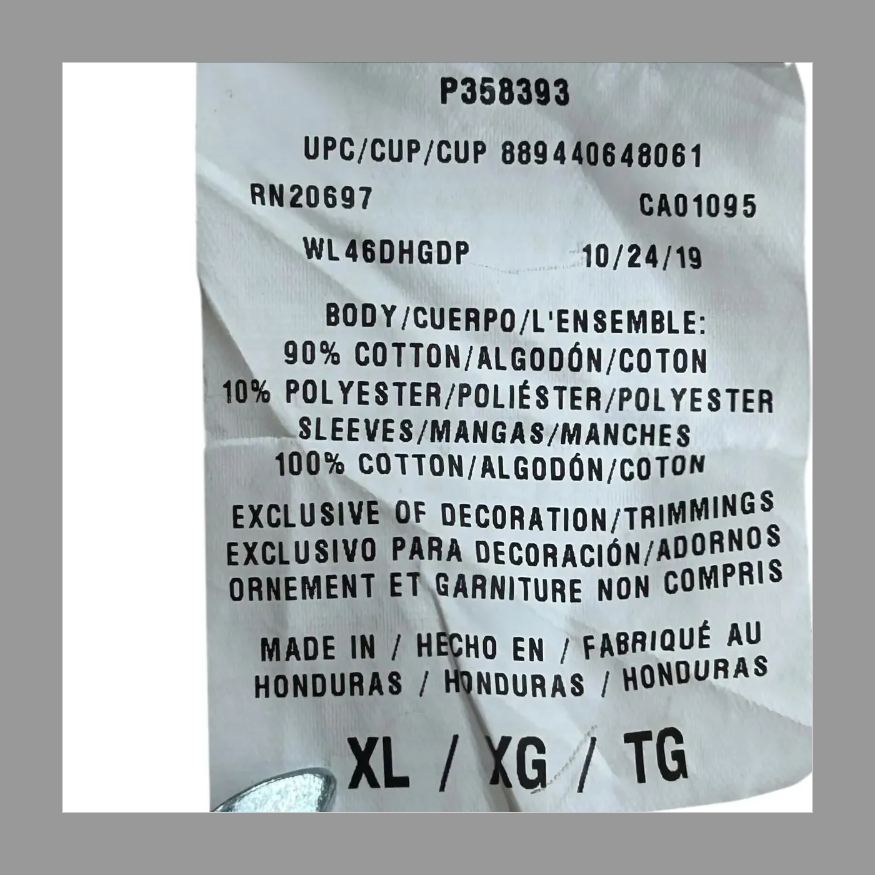 P358393
UPC/CUP/CUP 889440648061
RN20697 CA01095
WL46DHGDP 10/24/19
BODY/CUERPO/L'ENSEMBLE:
90% COTTON/ALGODÓN/COTON
10% POLYESTER/POLIÉSTER/POLYESTER
SLEEVES/MANGAS/MANCHES
100% COTTON/ALGODÓN/COTON
EXCLUSIVE OF DECORATION/TRIMMINGS
EXCLUSIVO PARA DECORACIÓN/ADORNOS
ORNEMENT ET GARNITURE NON COMPRIS
MADE IN / HECHO EN / FABRIQUÉ AU
HONDURAS / HONDURAS / HONDURAS
XL / XG / TG